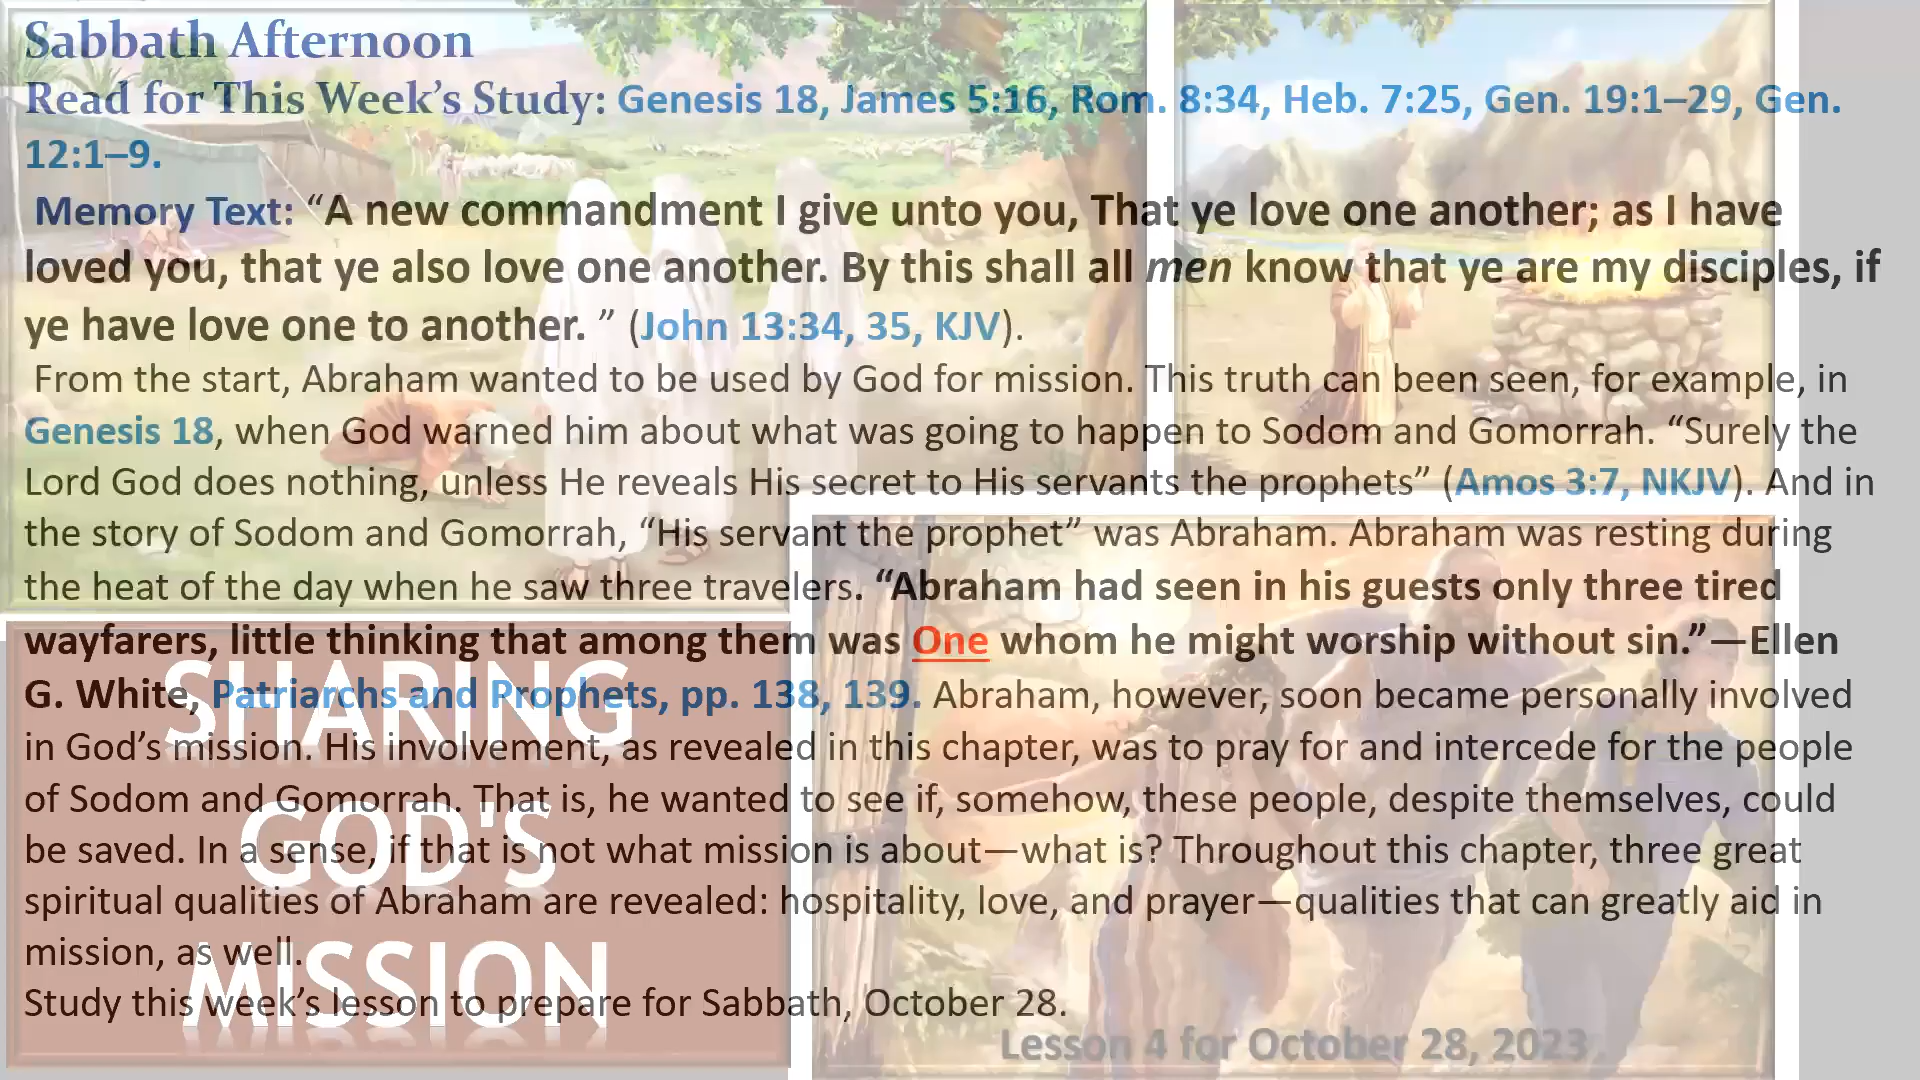 Sabbath Afternoon
Read for This Week’s Study: Genesis 18, James 5:16, Rom. 8:34, Heb. 7:25, Gen. 19:1–29, Gen.
12:1–9.
Memory Text: “A new commandment I give unto you, That ye love one another; as I have
loved you, that ye also love one another. By this shall all men know that ye are my disciples, if
ye have love one to another. ” (John 13:34, 35, KJV).
From the start, Abraham wanted to be used by God for mission. This truth can been seen, for example, in
Genesis 18, when God warned him about what was going to happen to Sodom and Gomorrah. “Surely the
Lord God does nothing, unless He reveals His secret to His servants the prophets” (Amos 3:7, NKJV). And in
the story of Sodom and Gomorrah, “His servant the prophet” was Abraham. Abraham was resting during
the heat of the day when he saw three travelers. “Abraham had seen in his guests only three tired
wayfarers, little thinking that among them was One whom he might worship without sin.”—Ellen
G. White, Patriarchs and Prophets, pp. 138, 139. Abraham, however, soon became personally involved
in God’s mission. His involvement, as revealed in this chapter, was to pray for and intercede for the people
of Sodom and Gomorrah. That is, he wanted to see if, somehow, these people, despite themselves, could
be saved. In a sense, if that is not what mission is about—what is? Throughout this chapter, three great
spiritual qualities of Abraham are revealed: hospitality, love, and prayer—qualities that can greatly aid in
mission, as well.
Study this week’s lesson to prepare for Sabbath, October 28.
SHARING
GOD'S
MISSION
Lesson 4 for October 28, 2023